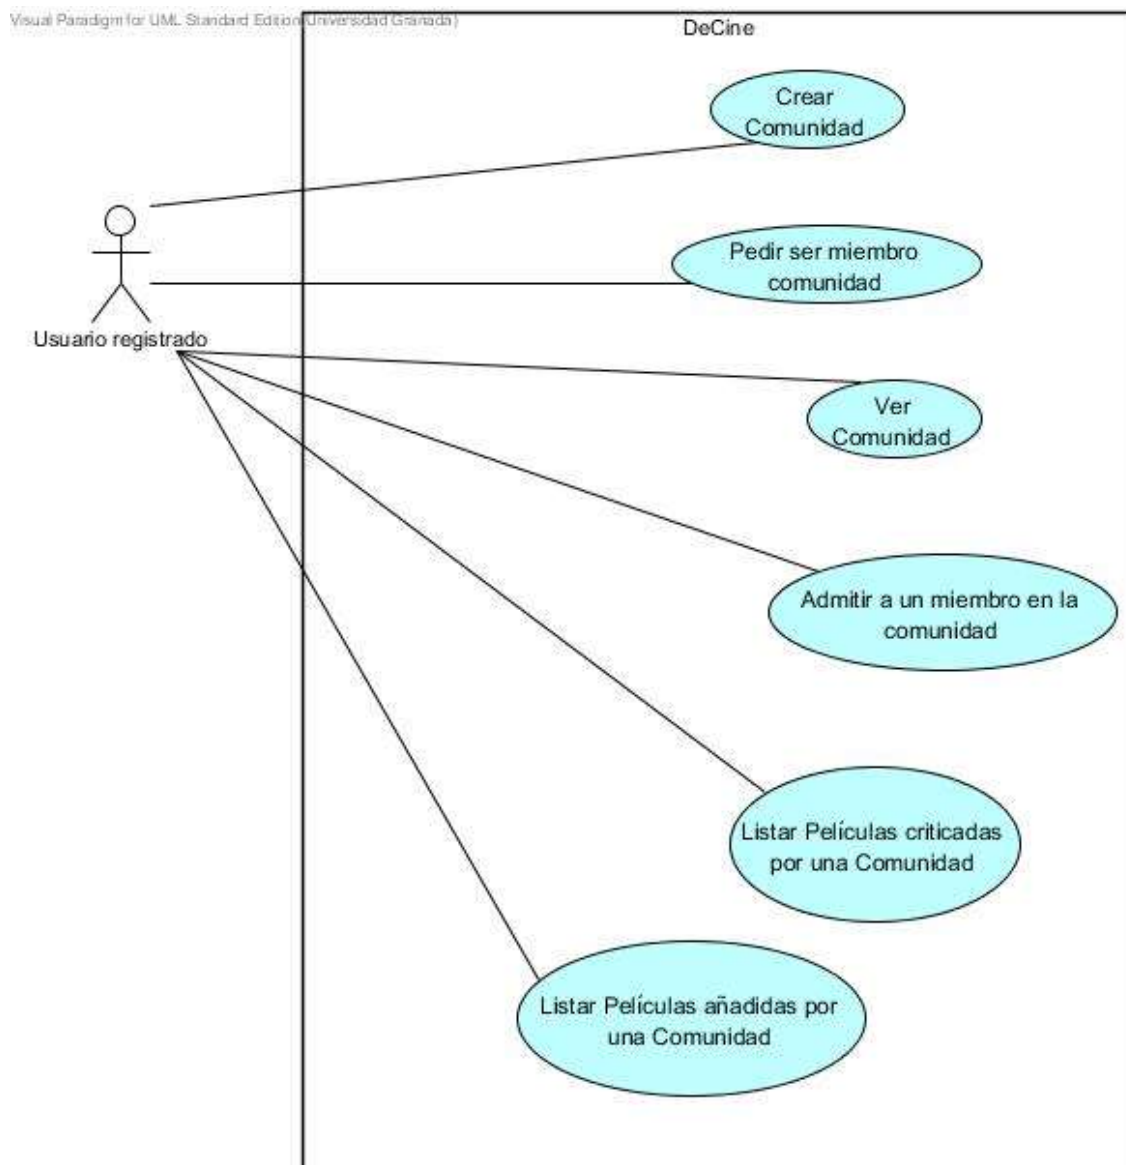 Visual Paradigm for UML Standard Edition(Universidad Granada)
DeCine
Crear
Comunidad
Pedir ser miembro
comunidad
Usuario registrado
Ver
Comunidad
Admitir a un miembro en la
comunidad
Listar Películas criticadas
por una Comunidad
Listar Películas añadidas por
una Comunidad